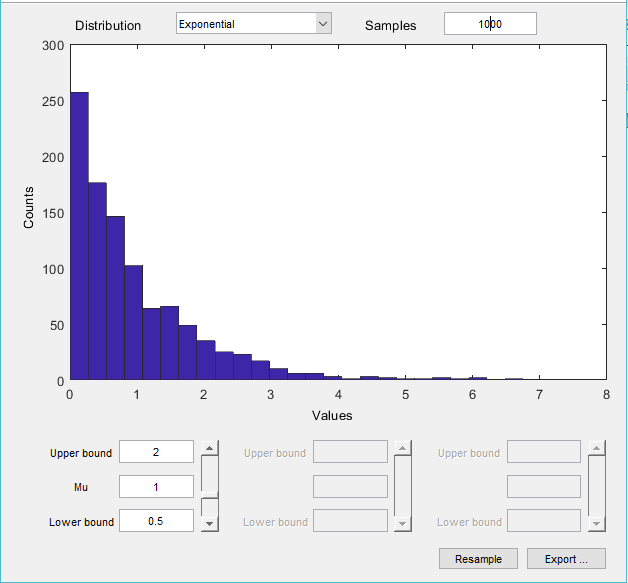 Distribution Exponential Samples 1000
300
250
200
150
100
50
0
Counts
0 1 2 3 4 5 6 7 8
Values
Upper bound 2 Upper bound Upper bound
Mu 1
Lower bound 0.5 Lower bound Lower bound
Resample Export ...